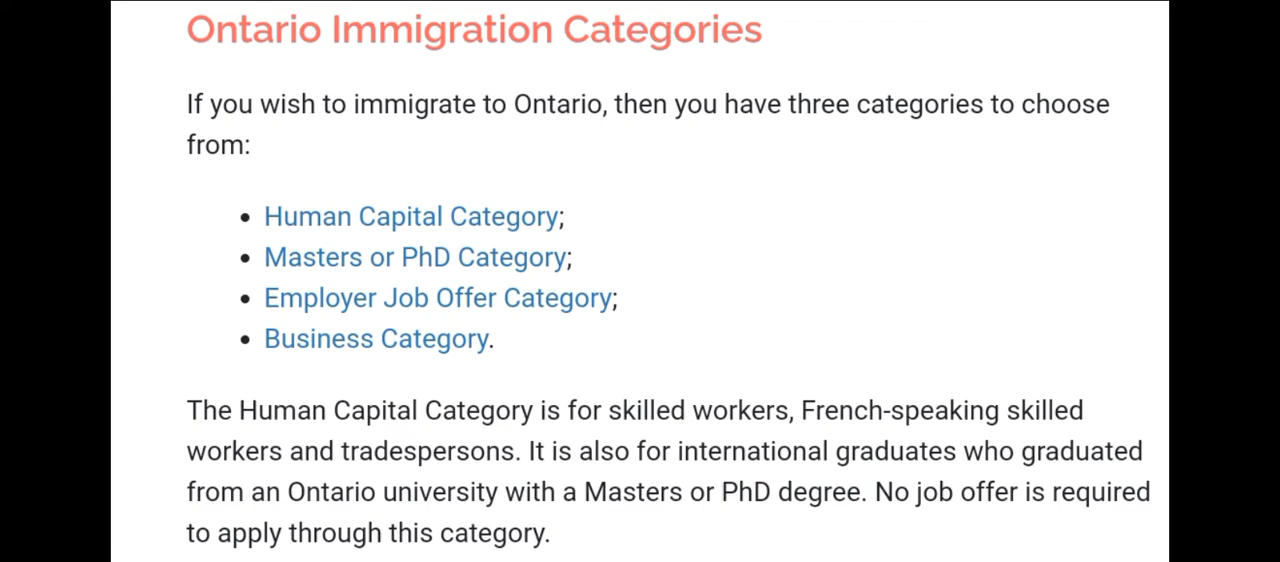 Ontario Immigration Categories
If you wish to immigrate to Ontario, then you have three categories to choose
from:
• Human Capital Category;
• Masters or PhD Category;
• Employer Job Offer Category;
• Business Category.
The Human Capital Category is for skilled workers, French-speaking skilled
workers and tradespersons. It is also for international graduates who graduated
from an Ontario university with a Masters or PhD degree. No job offer is required
to apply through this category.